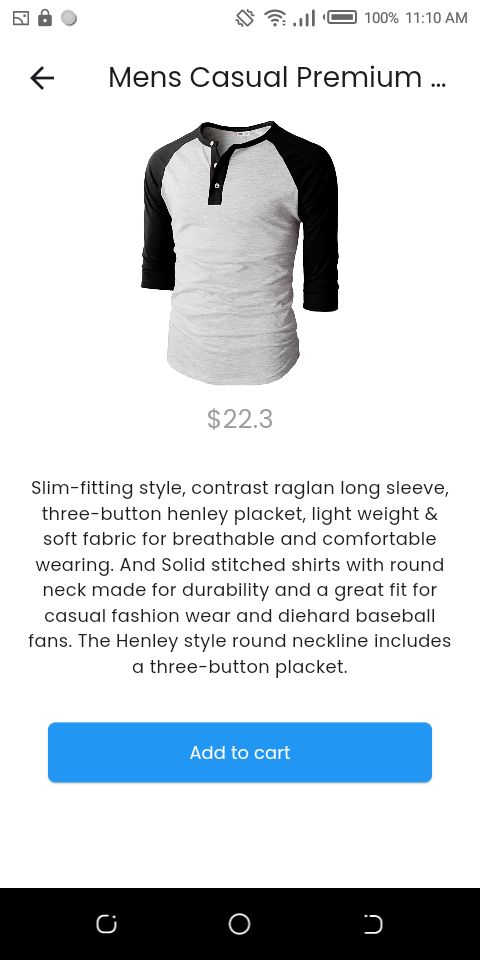 100% 11:10 AM
Mens Casual Premium ...
$22.3
Slim-fitting style, contrast raglan long sleeve,
three-button henley placket, light weight &
soft fabric for breathable and comfortable
wearing. And Solid stitched shirts with round
neck made for durability and a great fit for
casual fashion wear and diehard baseball
fans. The Henley style round neckline includes
a three-button placket.
Add to cart